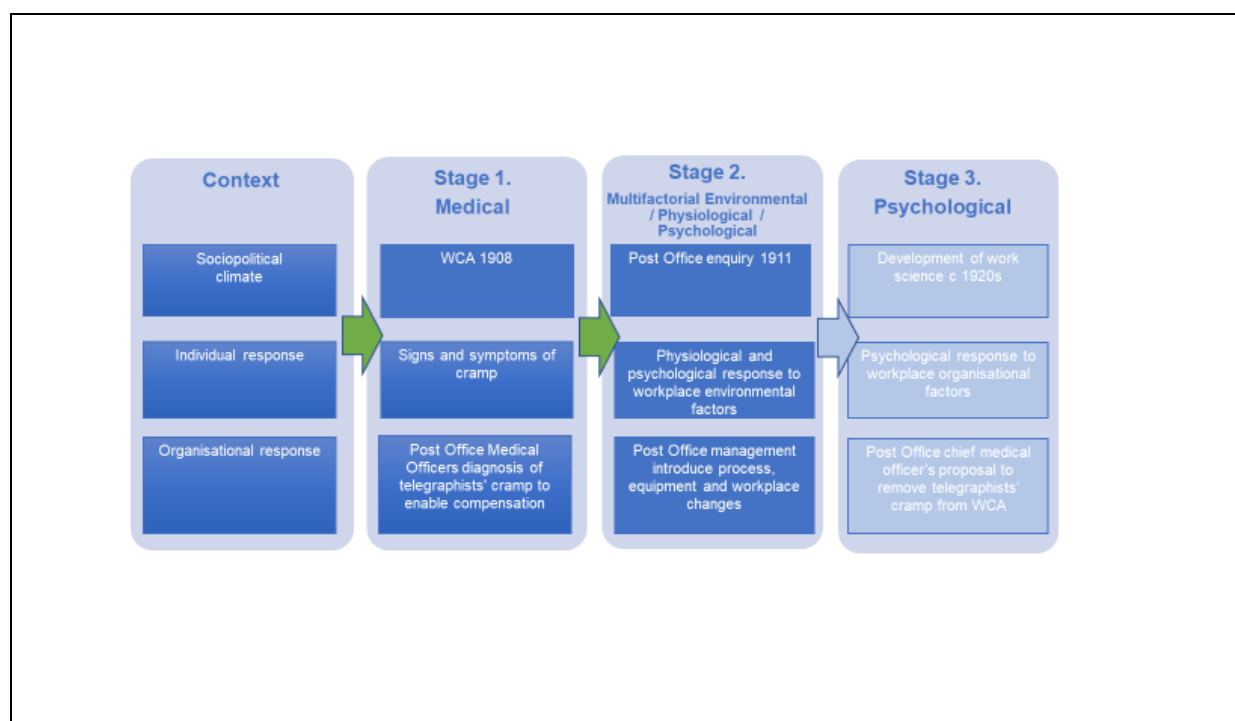 Context
Sociopolitical
climate
Individual response
Organisational response
Stage 1.
Medical
WCA 1908
Signs and symptoms of
cramp
Post Office Medical
Officers diagnosis of
telegraphists' cramp to
enable compensation
Stage 2.
Multifactorial Environmental
/ Physiological /
Psychological
Post Office enquiry 1911
Physiological and
psychological response to
workplace environmental
factors
Post Office management
introduce process,
equipment and workplace
changes
Stage 3.
Psychological
Development of work
science c 1920s
Psychological response to
workplace organisational
factors
Post Office chief medical
officer's proposal to
remove telegraphists'
cramp from WCA